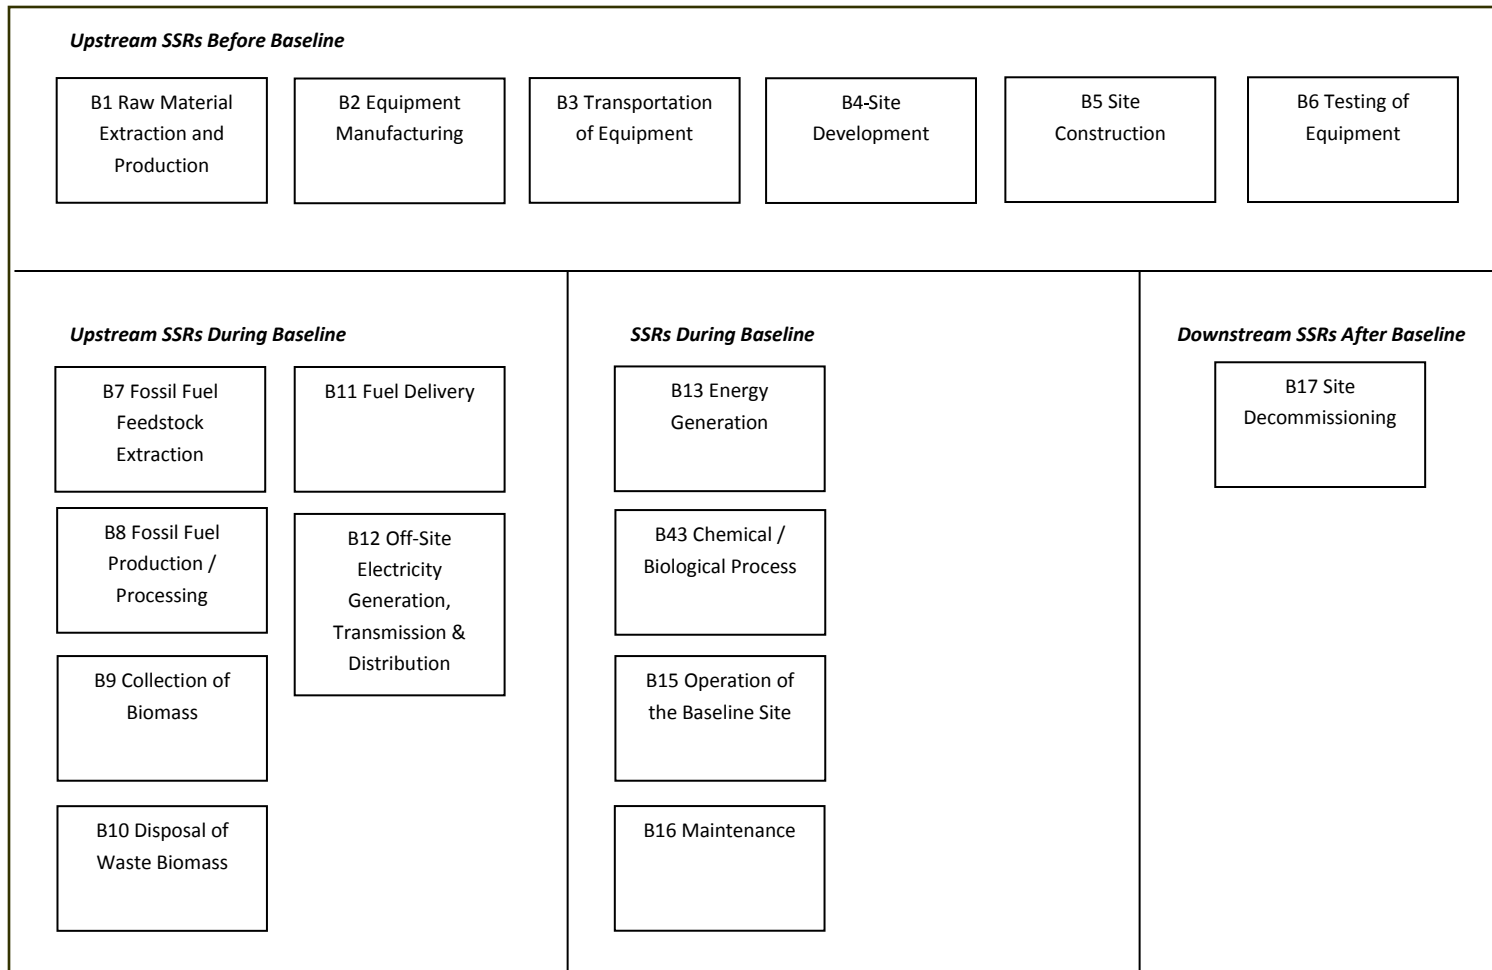 Upstream SSRs Before Baseline
B1 Raw Material
Extraction and
Production
B2 Equipment
Manufacturing
B3 Transportation
of Equipment
B4-Site
Development
B5 Site
Construction
B6 Testing of
Equipment
Upstream SSRs During Baseline
B7 Fossil Fuel
Feedstock
Extraction
B8 Fossil Fuel
Production /
Processing
B9 Collection of
Biomass
B10 Disposal of
Waste Biomass
B11 Fuel Delivery
B12 Off-Site
Electricity
Generation,
Transmission &
Distribution
SSRs During Baseline
B13 Energy
Generation
B43 Chemical /
Biological Process
B15 Operation of
the Baseline Site
B16 Maintenance
Downstream SSRs After Baseline
B17 Site
Decommissioning